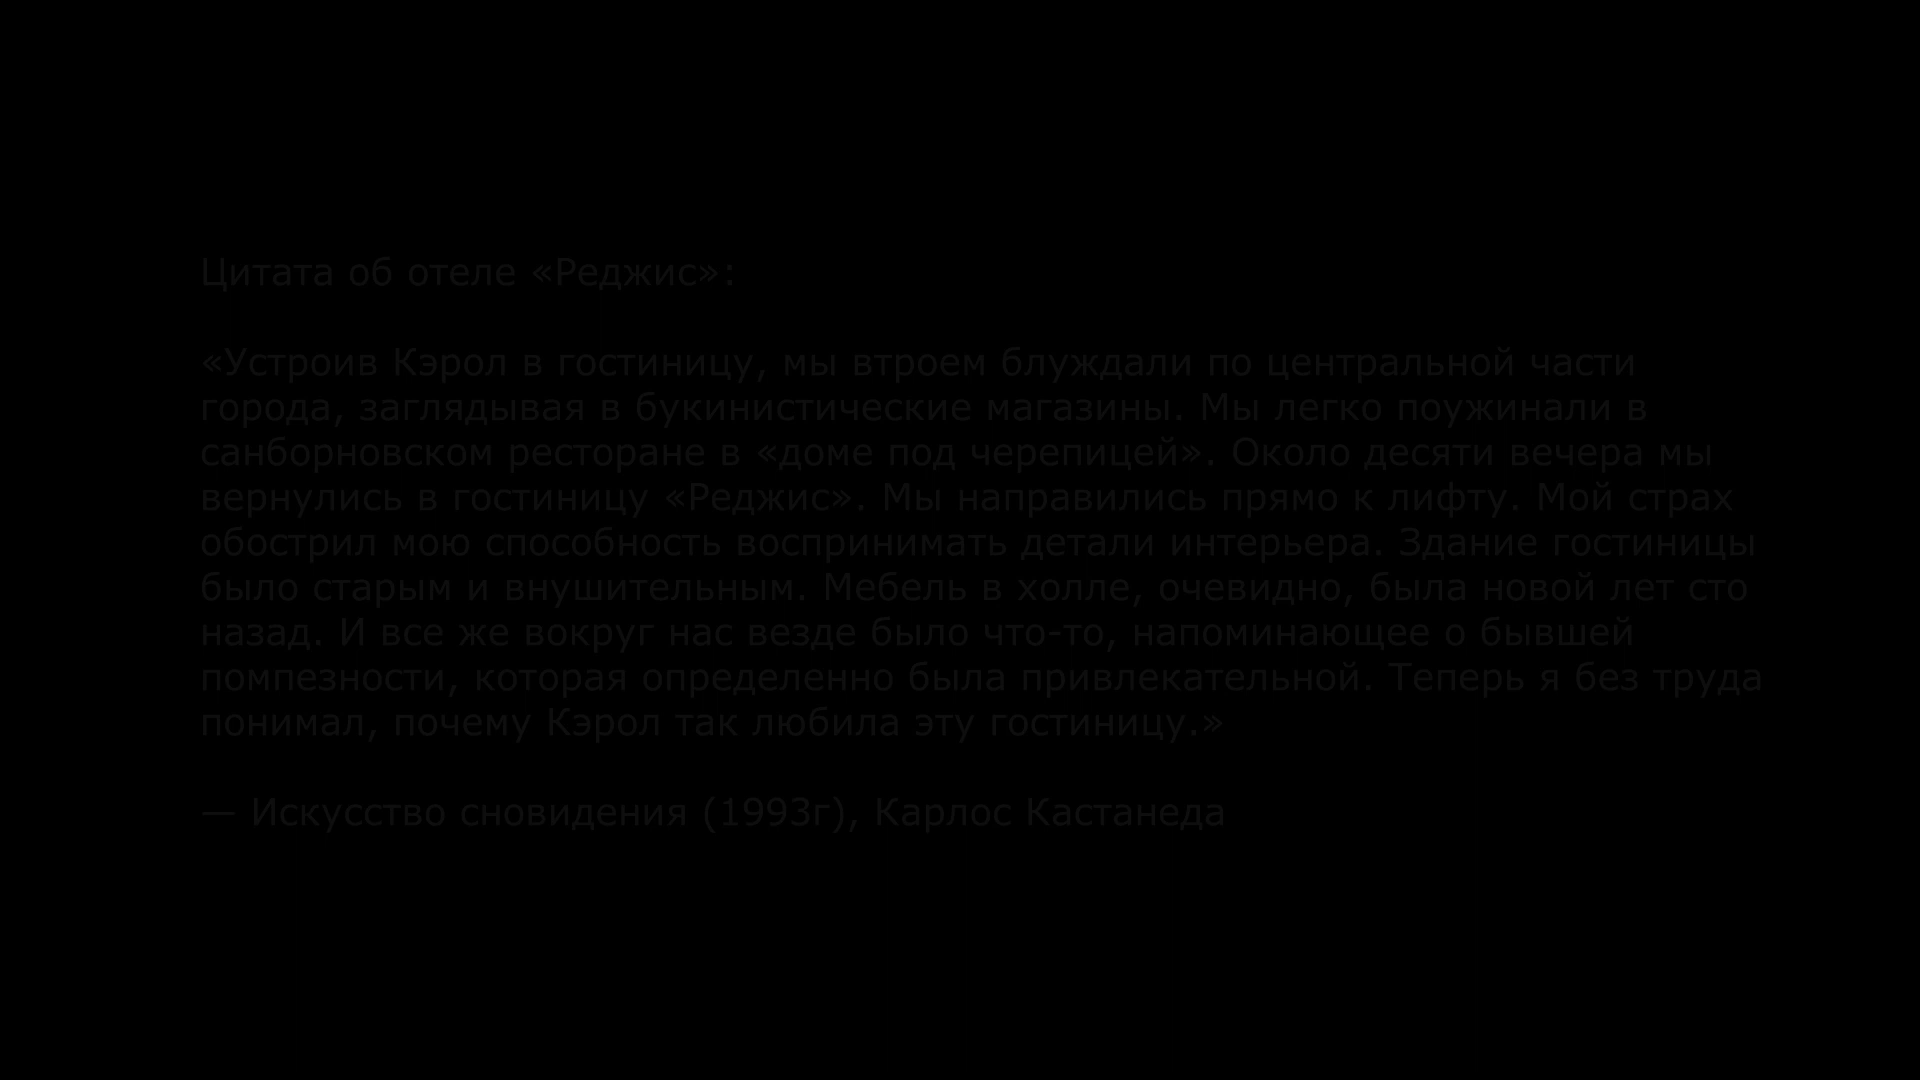 Цитата об отеле «Реджис»:
«Устроив Кэрол в гостиницу, мы втроем блуждали по центральной части
города, заглядывая в букинистические магазины. Мы легко поужинали в
санборновском ресторане в «доме под черепицей». Около десяти вечера мы
вернулись в гостиницу «Реджис». Мы направились прямо к лифту. Мой страх
обострил мою способность воспринимать детали интерьера. Здание гостиницы
было старым и внушительным. Мебель в холле, очевидно, была новой лет сто
назад. И все же вокруг нас везде было что-то, напоминающее о бывшей
помпезности, которая определенно была привлекательной. Теперь я без труда
понимал, почему Кэрол так любила эту гостиницу.»
— Искусство сновидения (1993г), Карлос Кастанеда